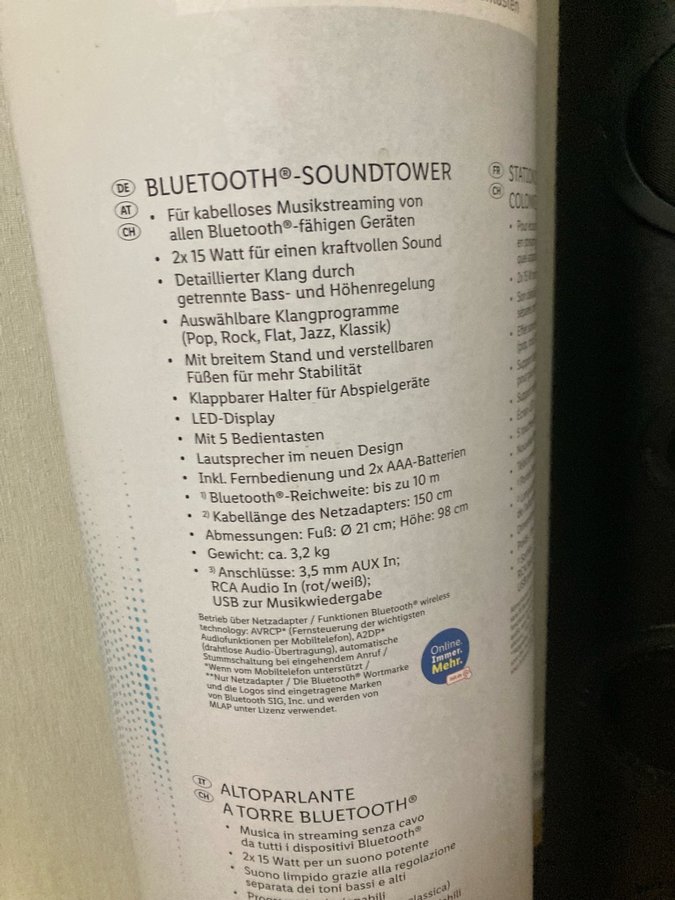 DE
AT
CH
BLUETOOTH®-SOUNDTOWER
• Für kabelloses Musikstreaming von
allen Bluetooth®-fähigen Geräten
• 2x 15 Watt für einen kraftvollen Sound
• Detaillierter Klang durch
getrennte Bass- und Höhenregelung
• Auswählbare Klangprogramme
(Pop, Rock, Flat, Jazz, Klassik)
• Mit breitem Stand und verstellbaren
Füßen für mehr Stabilität
• Klappbarer Halter für Abspielgeräte
• LED-Display
• Mit 5 Bedientasten
• Lautsprecher im neuen Design
• Inkl. Fernbedienung und 2x AAA-Batterien
• ¹⁾ Bluetooth®-Reichweite: bis zu 10 m
• ²⁾ Kabellänge des Netzadapters: 150 cm
• Abmessungen: Fuß: Ø 21 cm; Höhe: 98 cm
• Gewicht: ca. 3,2 kg
• ³⁾ Anschlüsse: 3,5 mm AUX In;
RCA Audio In (rot/weiß);
USB zur Musikwiedergabe
Betrieb über Netzadapter / Funktionen Bluetooth® wireless
technology: AVRCP* (Fernsteuerung der wichtigsten
Audiofunktionen per Mobiltelefon), A2DP*
(drahtlose Audio-Übertragung), automatische
Stummschaltung bei eingehendem Anruf /
*Wenn vom Mobiltelefon unterstützt /
**Nur Netzadapter / Die Bluetooth® Wortmarke
und die Logos sind eingetragene Marken
von Bluetooth SIG, Inc. und werden von
MLAP unter Lizenz verwendet.
Online.
Immer.
Mehr.
FR
CH
IT
CH
ALTOPARLANTE
A TORRE BLUETOOTH®
• Musica in streaming senza cavo
da tutti i dispositivi Bluetooth®
• 2x 15 Watt per un suono potente
• Suono limpido grazie alla regolazione
separata dei toni bassi e alti